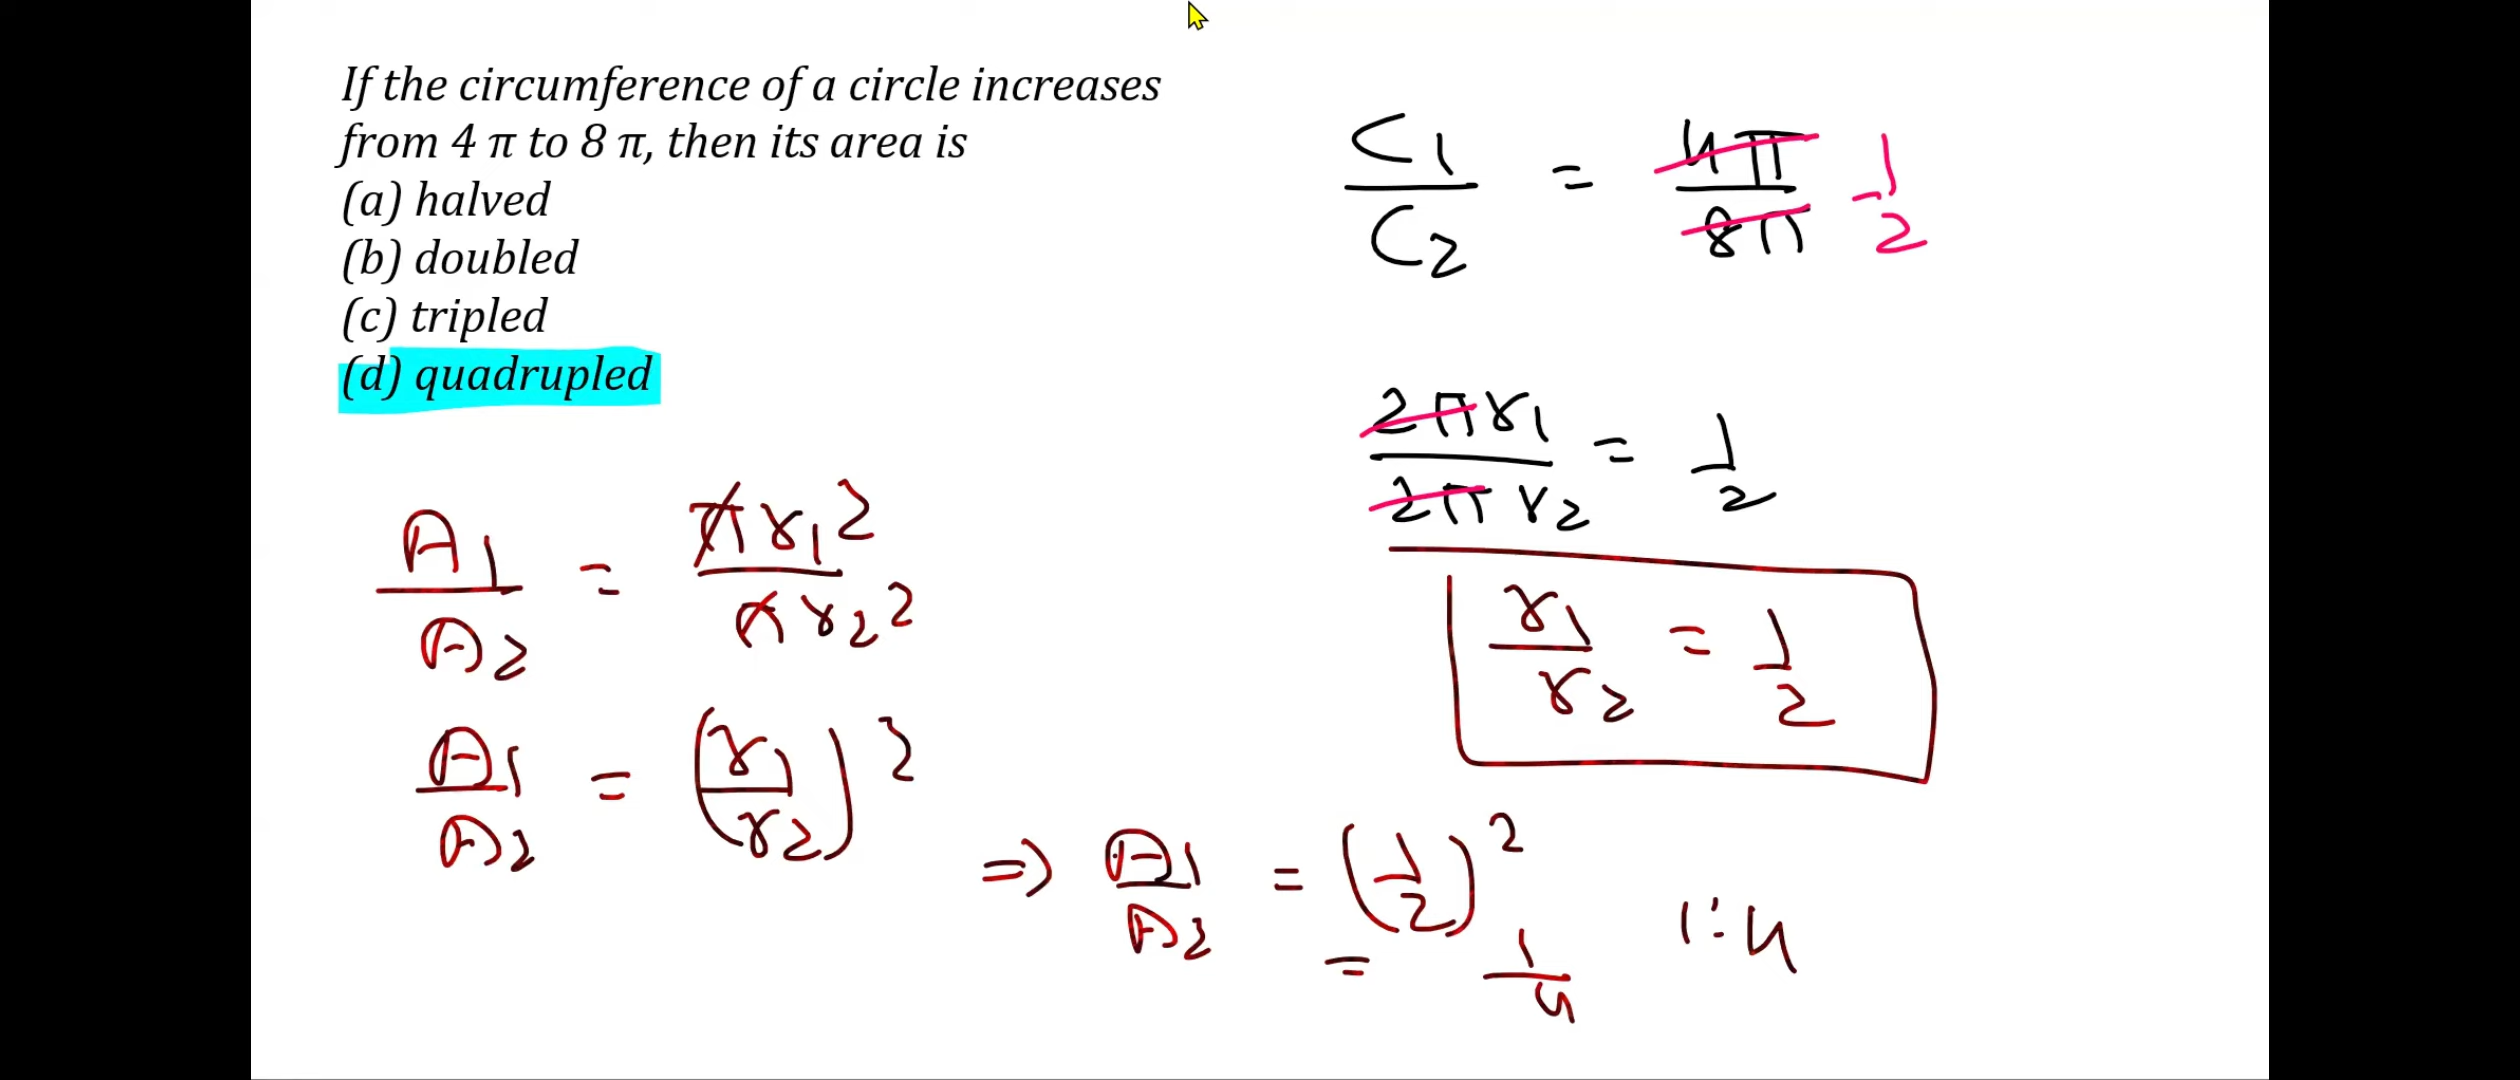 If the circumference of a circle increases
from 4 π to 8 π, then its area is
(a) halved
(b) doubled
(c) tripled
(d) quadrupled
C1/C2 = 4π/8π 1/2
2πr1/2πr2 = 1/2
r1/r2 = 1/2
A1/A2 = πr1²/πr2²
A1/A2 = (r1/r2)²
⇒ A1/A2 = (1/2)²
= 1/4
1:4